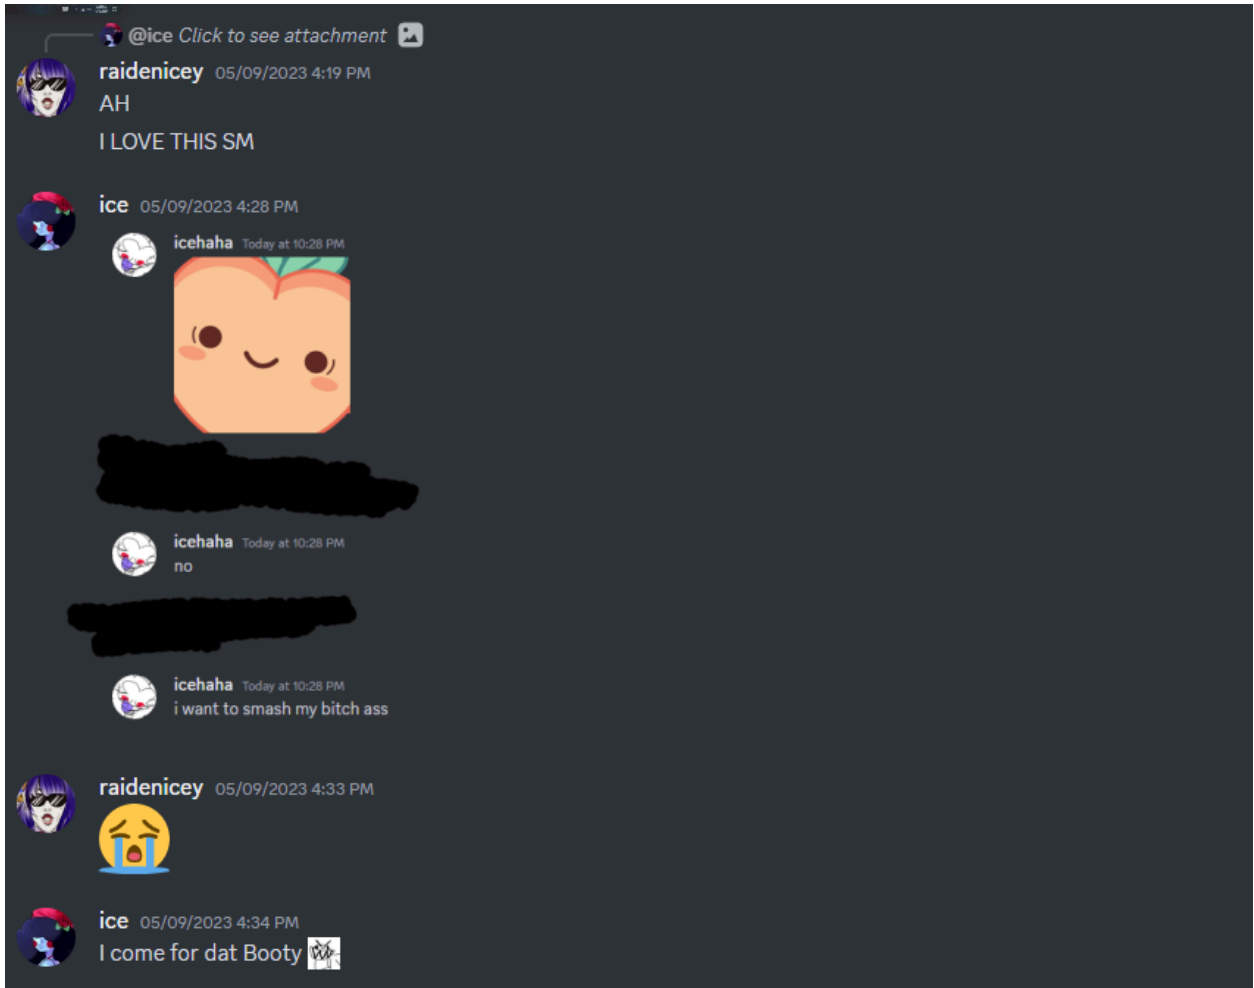 @ice Click to see attachment
raidenicey 05/09/2023 4:19 PM
AH
I LOVE THIS SM
ice 05/09/2023 4:28 PM
icehaha Today at 10:28 PM
icehaha Today at 10:28 PM
no
icehaha Today at 10:28 PM
i want to smash my bitch ass
raidenicey 05/09/2023 4:33 PM
ice 05/09/2023 4:34 PM
I come for dat Booty